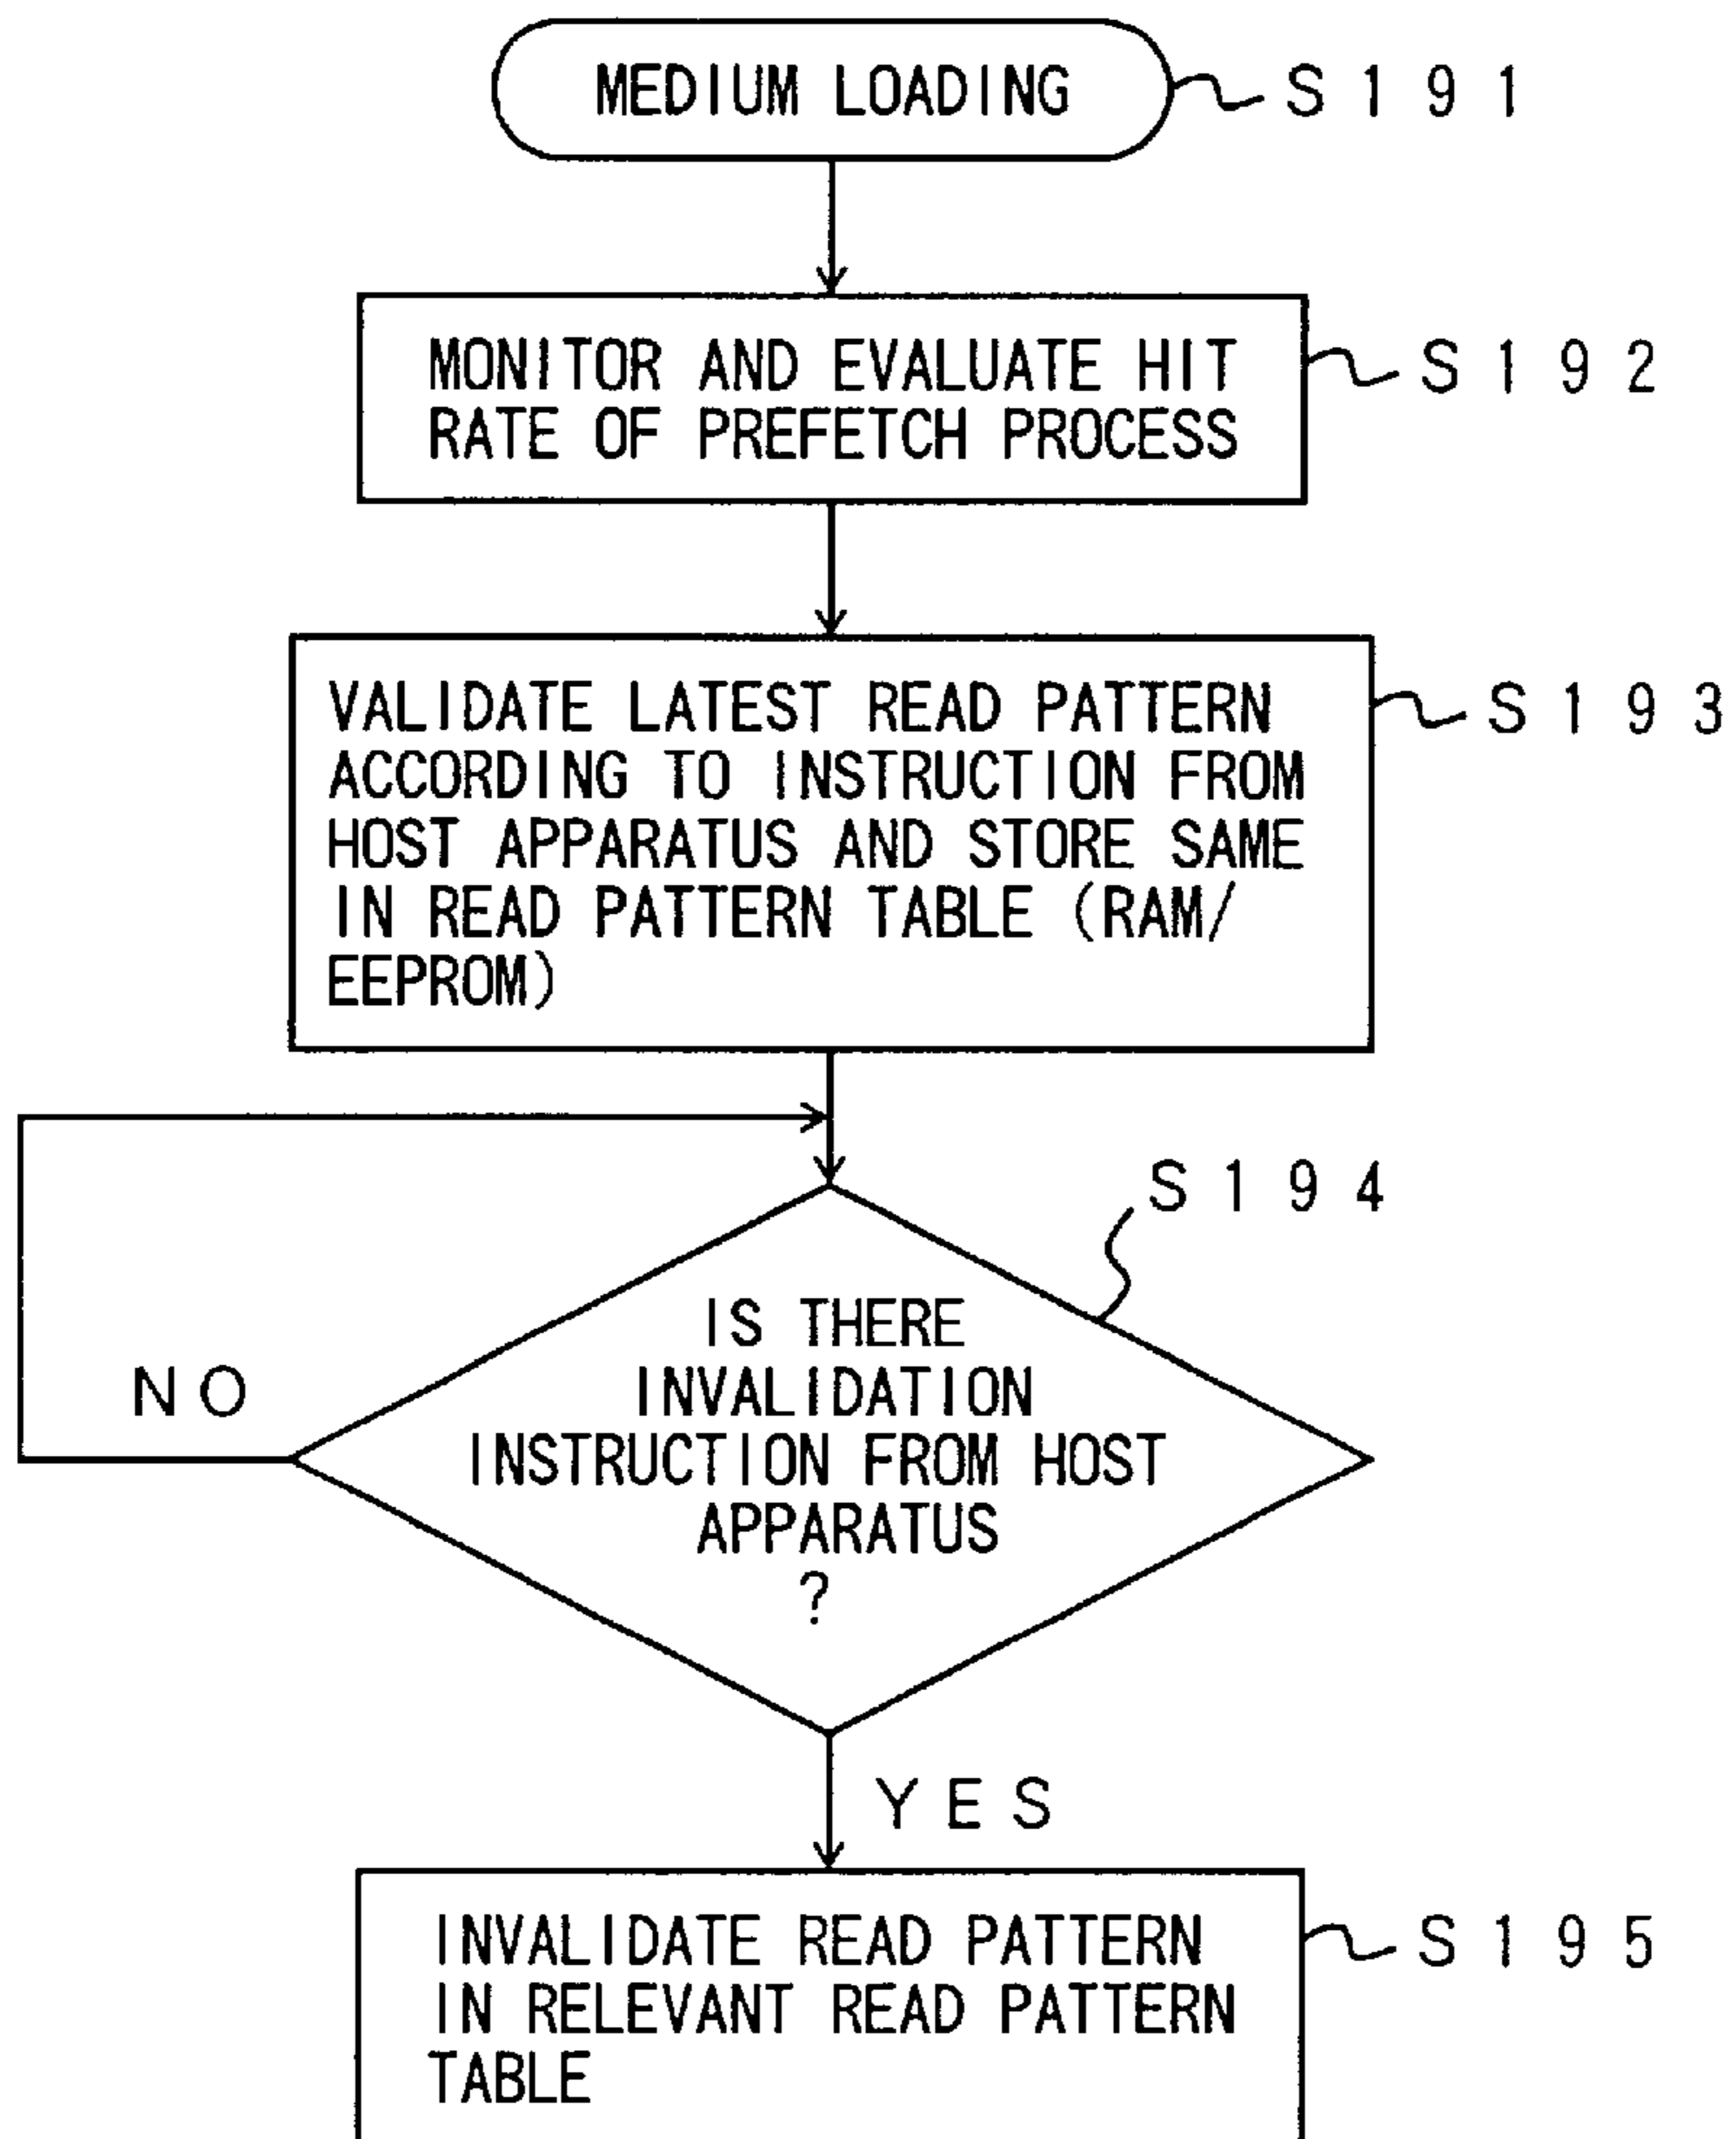 MEDIUM LOADING
S191
MONITOR AND EVALUATE HIT
RATE OF PREFETCH PROCESS
S192
VALIDATE LATEST READ PATTERN
ACCORDING TO INSTRUCTION FROM
HOST APPARATUS AND STORE SAME
IN READ PATTERN TABLE (RAM/
EEPROM)
S193
S194
IS THERE
INVALIDATION
INSTRUCTION FROM HOST
APPARATUS
?
NO
YES
INVALIDATE READ PATTERN
IN RELEVANT READ PATTERN
TABLE
S195